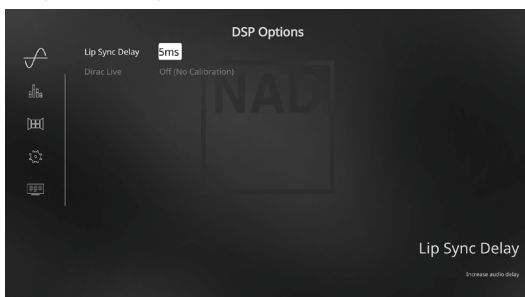 DSP Options
Lip Sync Delay 5ms
Dirac Live Off (No Calibration)
NAD
Lip Sync Delay
Increase audio delay